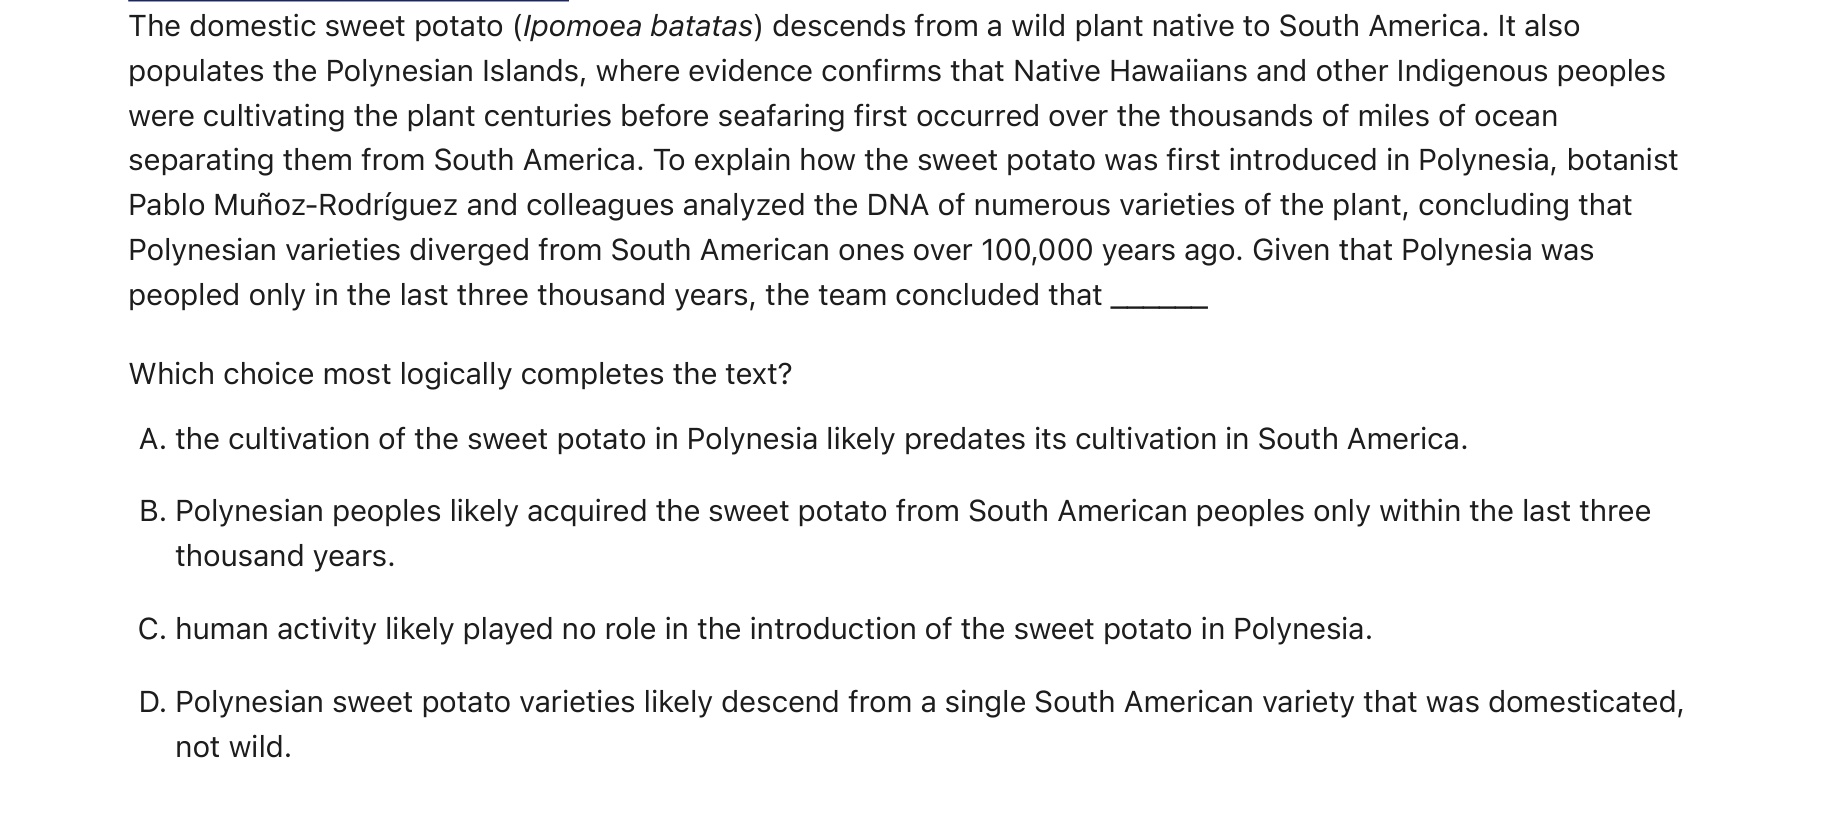 The domestic sweet potato (Ipomoea batatas) descends from a wild plant native to South America. It also
populates the Polynesian Islands, where evidence confirms that Native Hawaiians and other Indigenous peoples
were cultivating the plant centuries before seafaring first occurred over the thousands of miles of ocean
separating them from South America. To explain how the sweet potato was first introduced in Polynesia, botanist
Pablo Muñoz-Rodríguez and colleagues analyzed the DNA of numerous varieties of the plant, concluding that
Polynesian varieties diverged from South American ones over 100,000 years ago. Given that Polynesia was
peopled only in the last three thousand years, the team concluded that ______
Which choice most logically completes the text?
A. the cultivation of the sweet potato in Polynesia likely predates its cultivation in South America.
B. Polynesian peoples likely acquired the sweet potato from South American peoples only within the last three
thousand years.
C. human activity likely played no role in the introduction of the sweet potato in Polynesia.
D. Polynesian sweet potato varieties likely descend from a single South American variety that was domesticated,
not wild.